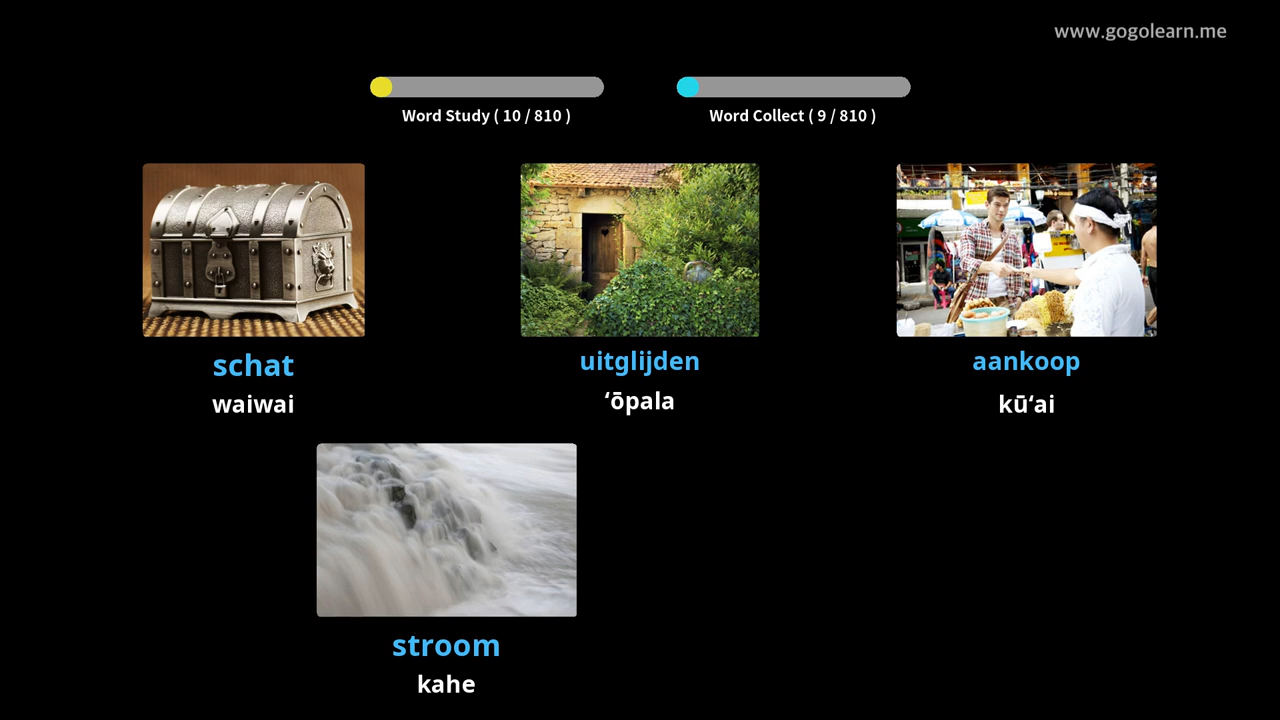 www.gogolearn.me
Word Study ( 10 / 810 )
Word Collect ( 9 / 810 )
schat
waiwai
uitglijden
ʻōpala
aankoop
kūʻai
stroom
kahe